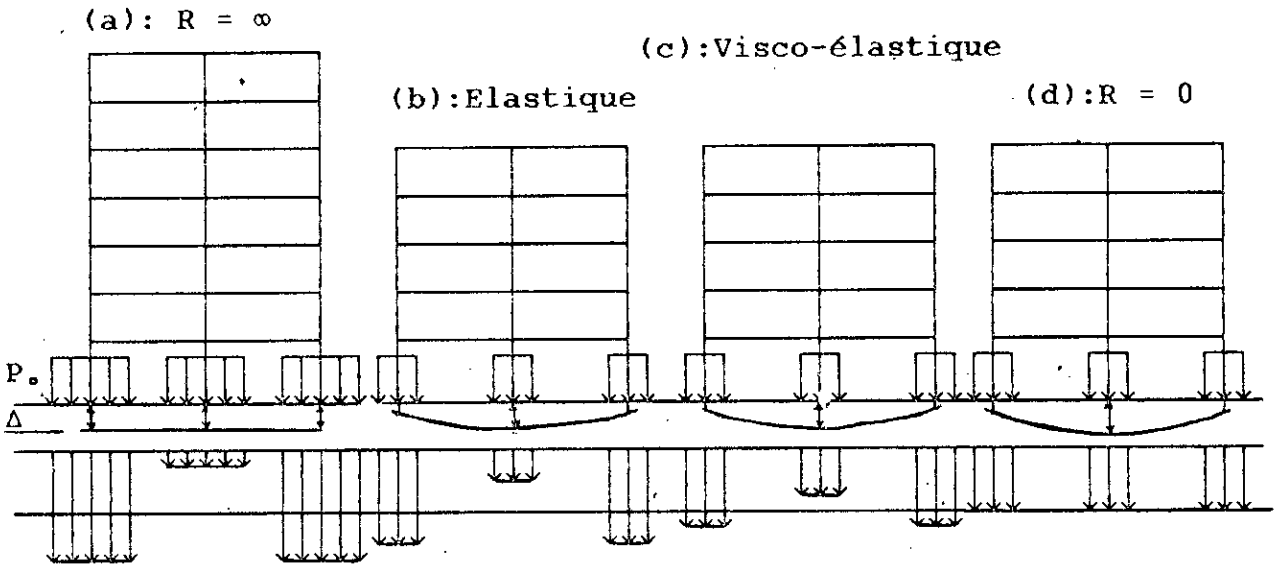 (a): R = ∞
(c):Visco-élastique
(b):Elastique
(d):R = 0
P₀
Δ